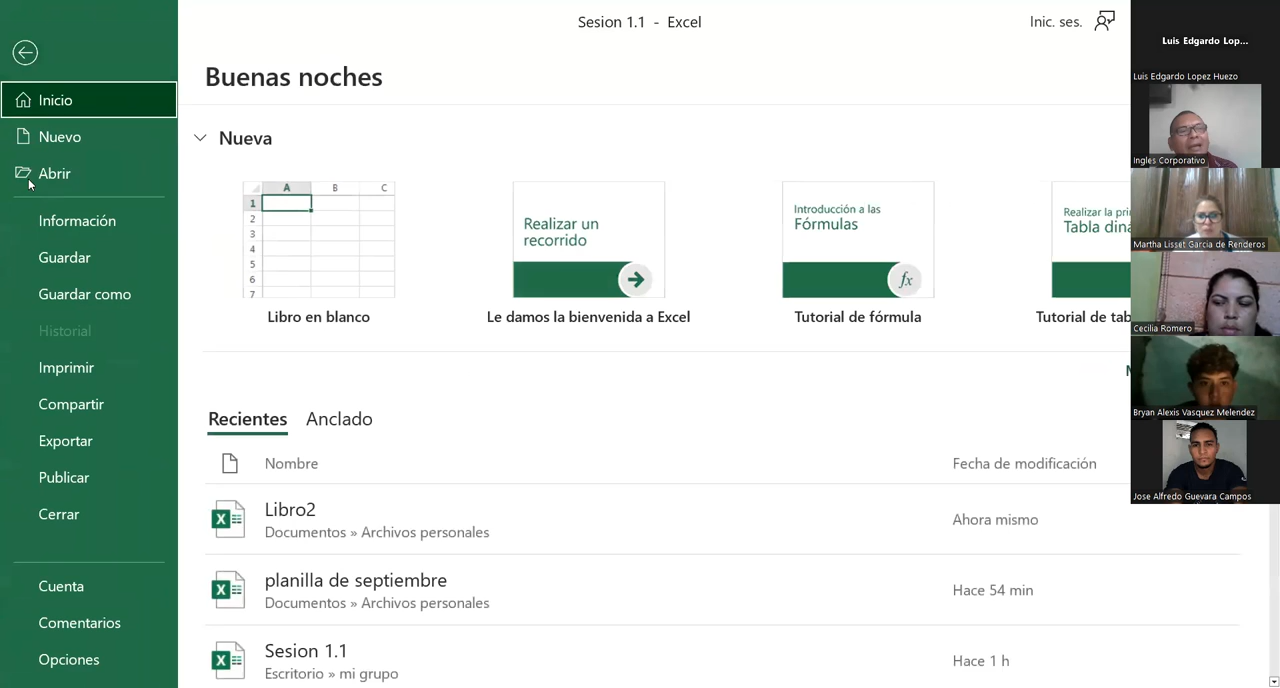 Sesion 1.1 - Excel
Inic. ses.
Buenas noches
Inicio
Nuevo
Abrir
Información
Guardar
Guardar como
Historial
Imprimir
Compartir
Exportar
Publicar
Cerrar
Cuenta
Comentarios
Opciones
Nueva
A B C
1
2
3
4
5
6
7
Libro en blanco
Realizar un
recorrido
Le damos la bienvenida a Excel
Introducción a las
Fórmulas
fx
Tutorial de fórmula
Realizar la pri
Tabla diná
Tutorial de tab
Recientes Anclado
Nombre Fecha de modificación
Libro2
Documentos » Archivos personales
Ahora mismo
planilla de septiembre
Documentos » Archivos personales
Hace 54 min
Sesion 1.1
Escritorio » mi grupo
Hace 1 h
Luis Edgardo Lop...
Luis Edgardo Lopez Huezo
Ingles Corporativo
Martha Lisset Garcia de Renderos
Cecilia Romero
Bryan Alexis Vasquez Melendez
Jose Alfredo Guevara Campos